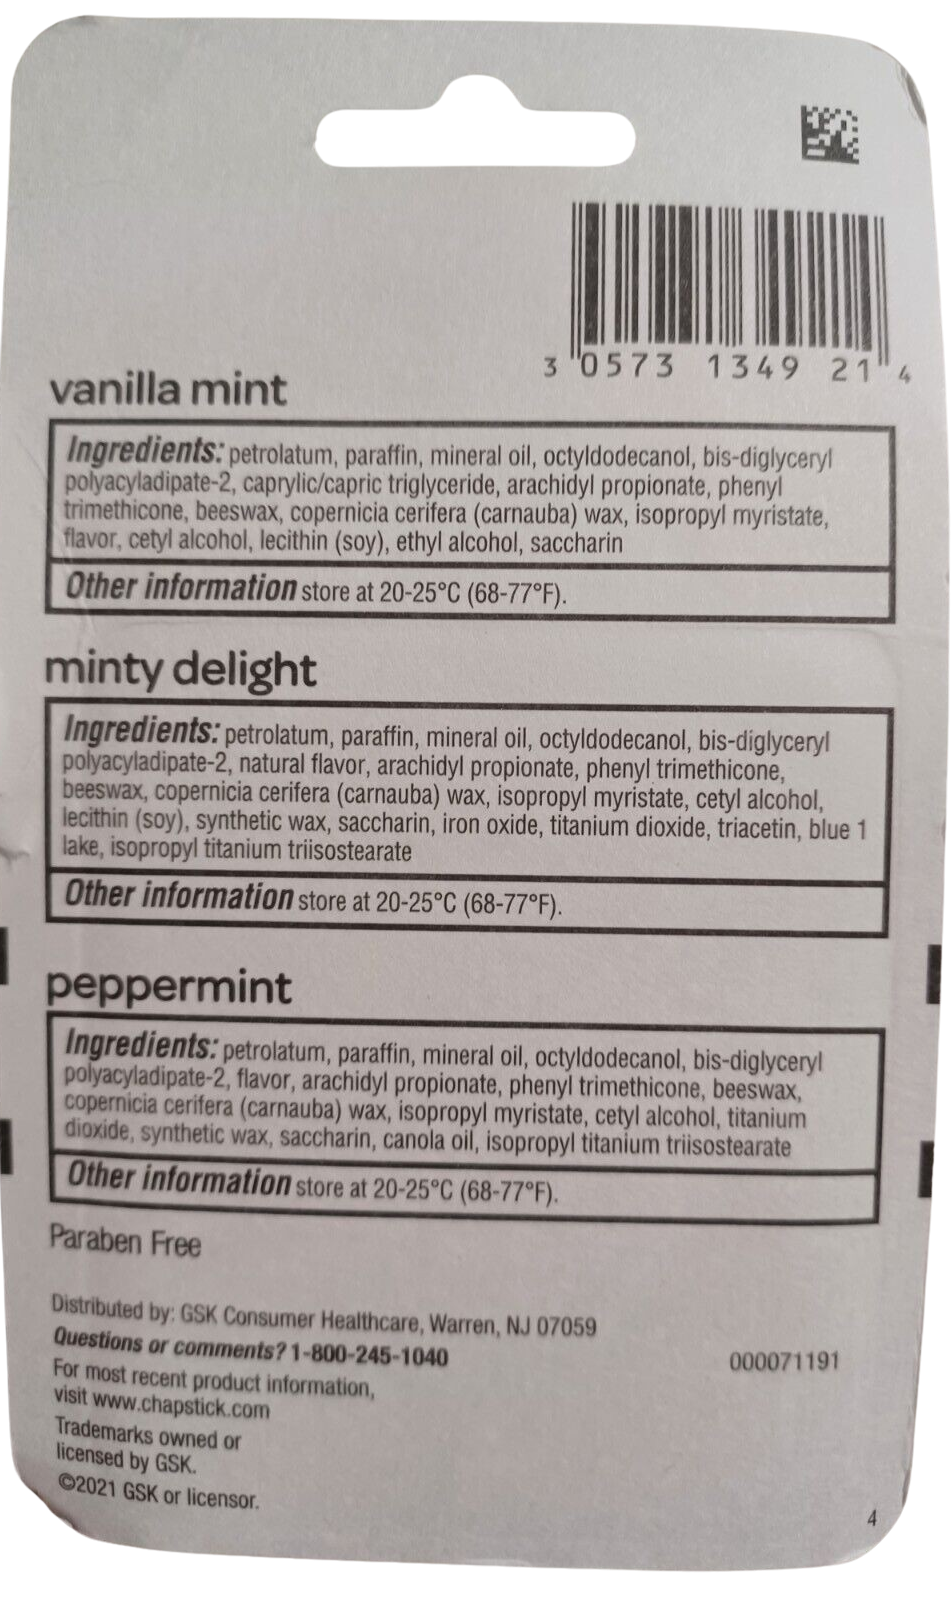 3 0573 1349 21 4
vanilla mint
Ingredients: petrolatum, paraffin, mineral oil, octyldodecanol, bis-diglyceryl
polyacyladipate-2, caprylic/capric triglyceride, arachidyl propionate, phenyl
trimethicone, beeswax, copernicia cerifera (carnauba) wax, isopropyl myristate,
flavor, cetyl alcohol, lecithin (soy), ethyl alcohol, saccharin
Other information store at 20-25°C (68-77°F).
minty delight
Ingredients: petrolatum, paraffin, mineral oil, octyldodecanol, bis-diglyceryl
polyacyladipate-2, natural flavor, arachidyl propionate, phenyl trimethicone,
beeswax, copernicia cerifera (carnauba) wax, isopropyl myristate, cetyl alcohol,
lecithin (soy), synthetic wax, saccharin, iron oxide, titanium dioxide, triacetin, blue 1
lake, isopropyl titanium triisostearate
Other information store at 20-25°C (68-77°F).
peppermint
Ingredients: petrolatum, paraffin, mineral oil, octyldodecanol, bis-diglyceryl
polyacyladipate-2, flavor, arachidyl propionate, phenyl trimethicone, beeswax,
copernicia cerifera (carnauba) wax, isopropyl myristate, cetyl alcohol, titanium
dioxide, synthetic wax, saccharin, canola oil, isopropyl titanium triisostearate
Other information store at 20-25°C (68-77°F).
Paraben Free
Distributed by: GSK Consumer Healthcare, Warren, NJ 07059
Questions or comments? 1-800-245-1040
000071191
For most recent product information,
visit www.chapstick.com
Trademarks owned or
licensed by GSK.
©2021 GSK or licensor.
4